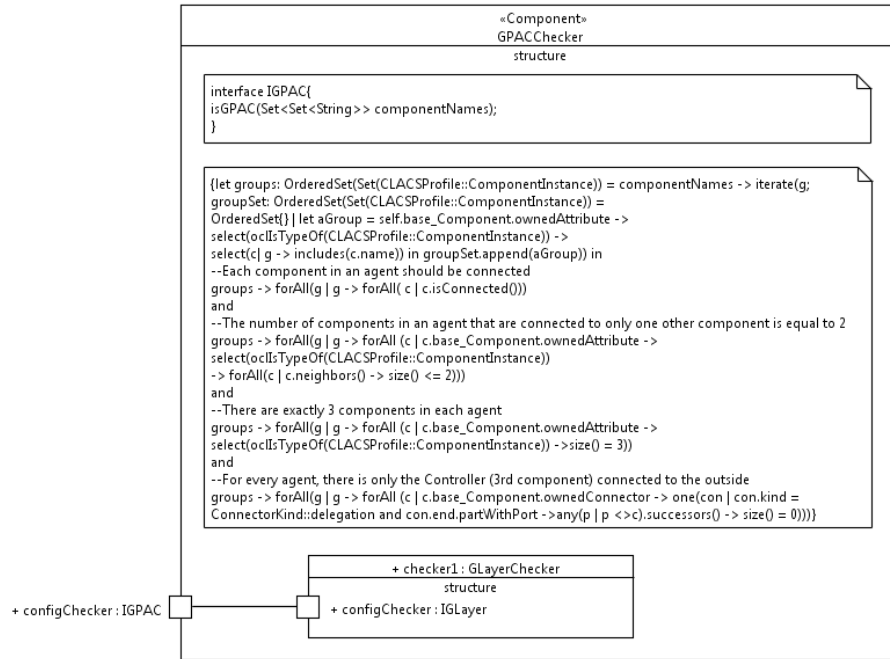 «Component»
GPACChecker
structure
interface IGPAC{
isGPAC(Set<Set<String>> componentNames);
}
{let groups: OrderedSet(Set(CLACSProfile::ComponentInstance)) = componentNames -> iterate(g;
groupSet: OrderedSet(Set(CLACSProfile::ComponentInstance)) =
OrderedSet{} | let aGroup = self.base_Component.ownedAttribute ->
select(oclIsTypeOf(CLACSProfile::ComponentInstance)) ->
select(c| g -> includes(c.name)) in groupSet.append(aGroup)) in
--Each component in an agent should be connected
groups -> forAll(g | g -> forAll( c | c.isConnected()))
and
--The number of components in an agent that are connected to only one other component is equal to 2
groups -> forAll(g | g -> forAll (c | c.base_Component.ownedAttribute ->
select(oclIsTypeOf(CLACSProfile::ComponentInstance))
-> forAll(c | c.neighbors() -> size() <= 2)))
and
--There are exactly 3 components in each agent
groups -> forAll(g | g -> forAll (c | c.base_Component.ownedAttribute ->
select(oclIsTypeOf(CLACSProfile::ComponentInstance)) ->size() = 3))
and
--For every agent, there is only the Controller (3rd component) connected to the outside
groups -> forAll(g | g -> forAll (c | c.base_Component.ownedConnector -> one(con | con.kind =
ConnectorKind::delegation and con.end.partWithPort ->any(p | p <>c).successors() -> size() = 0)))}
+ checker1 : GLayerChecker
structure
+ configChecker : IGPAC
+ configChecker : IGLayer